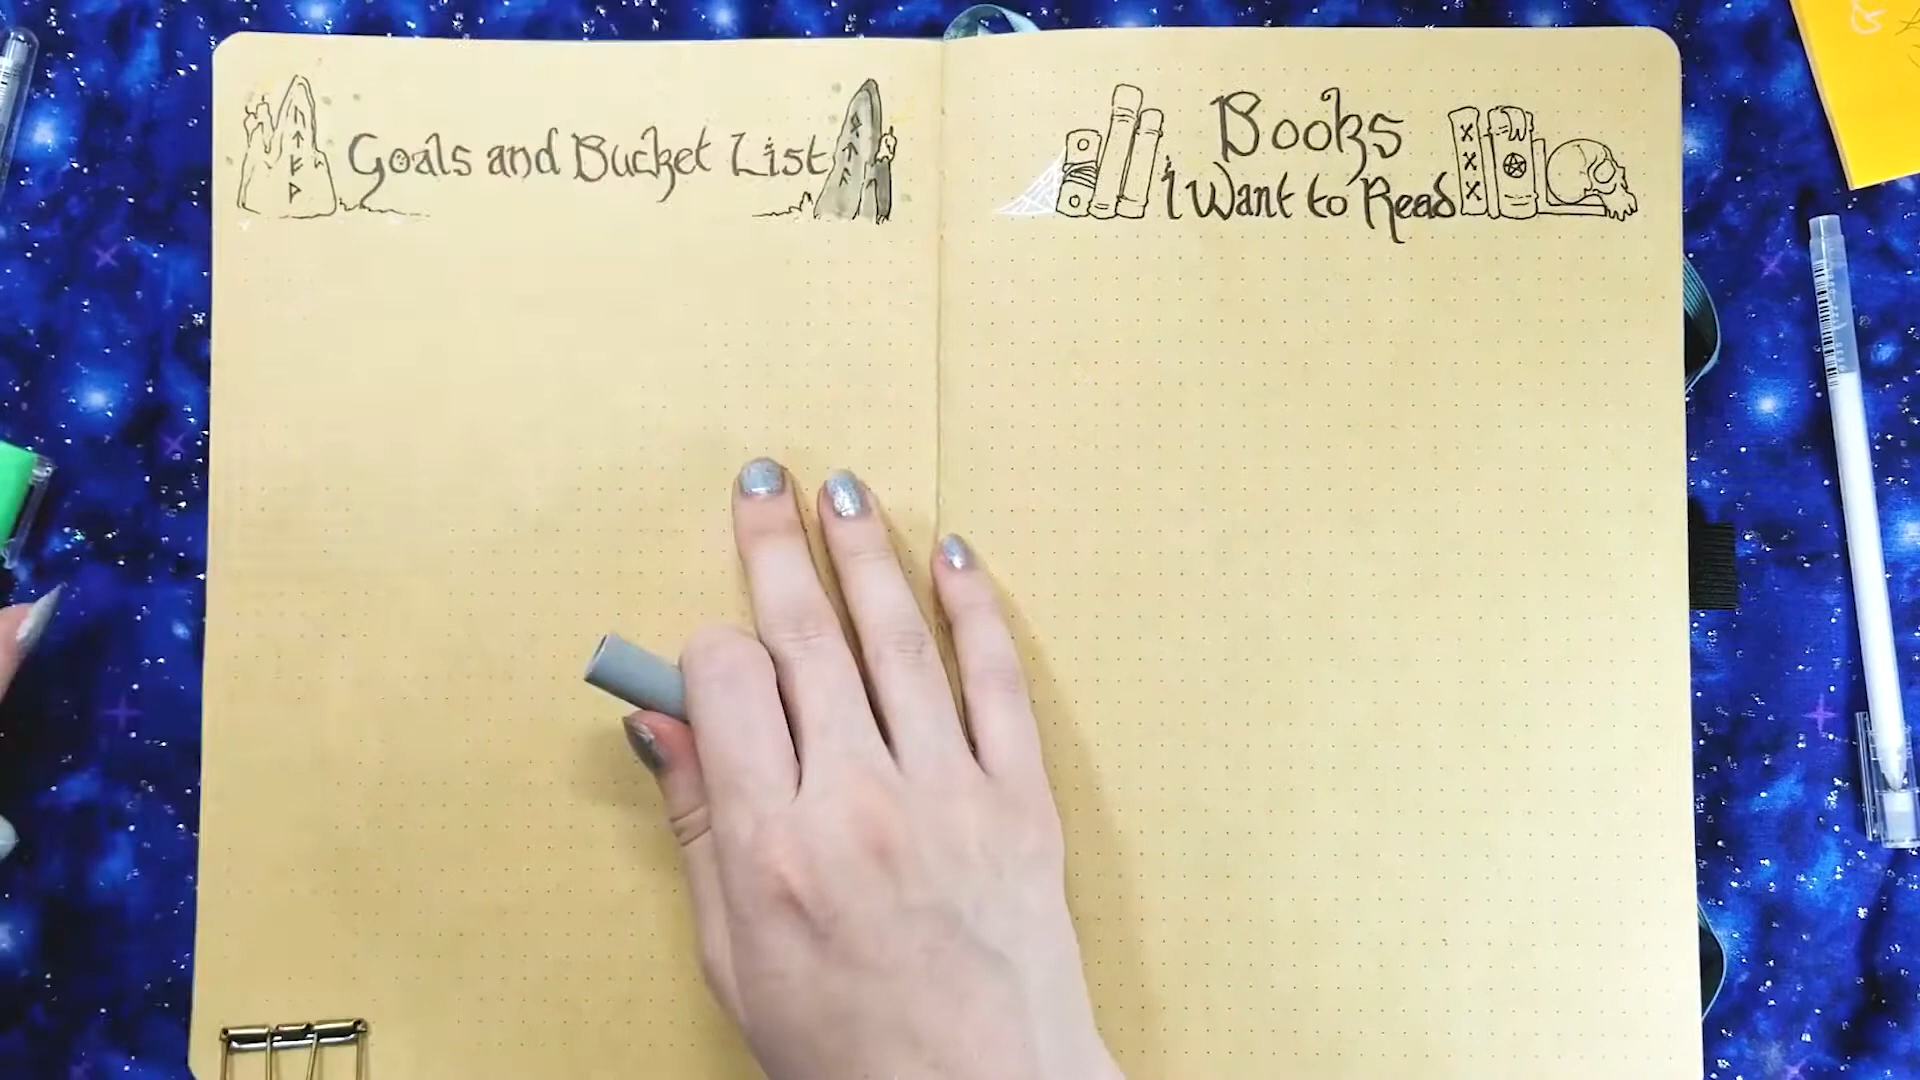 Goals and Bucket List
Books
I Want to Read